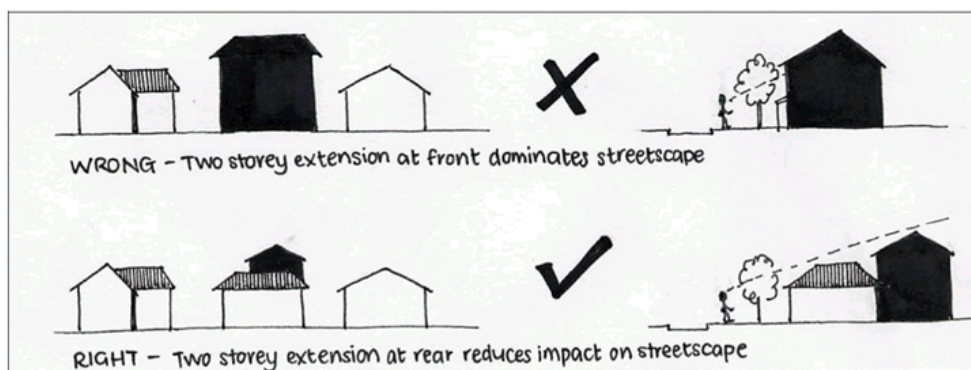 WRONG - TWO STOREY EXTENSION AT FRONT DOMINATES STREETSCAPE
RIGHT - TWO STOREY EXTENSION AT REAR REDUCES IMPACT ON STREETSCAPE